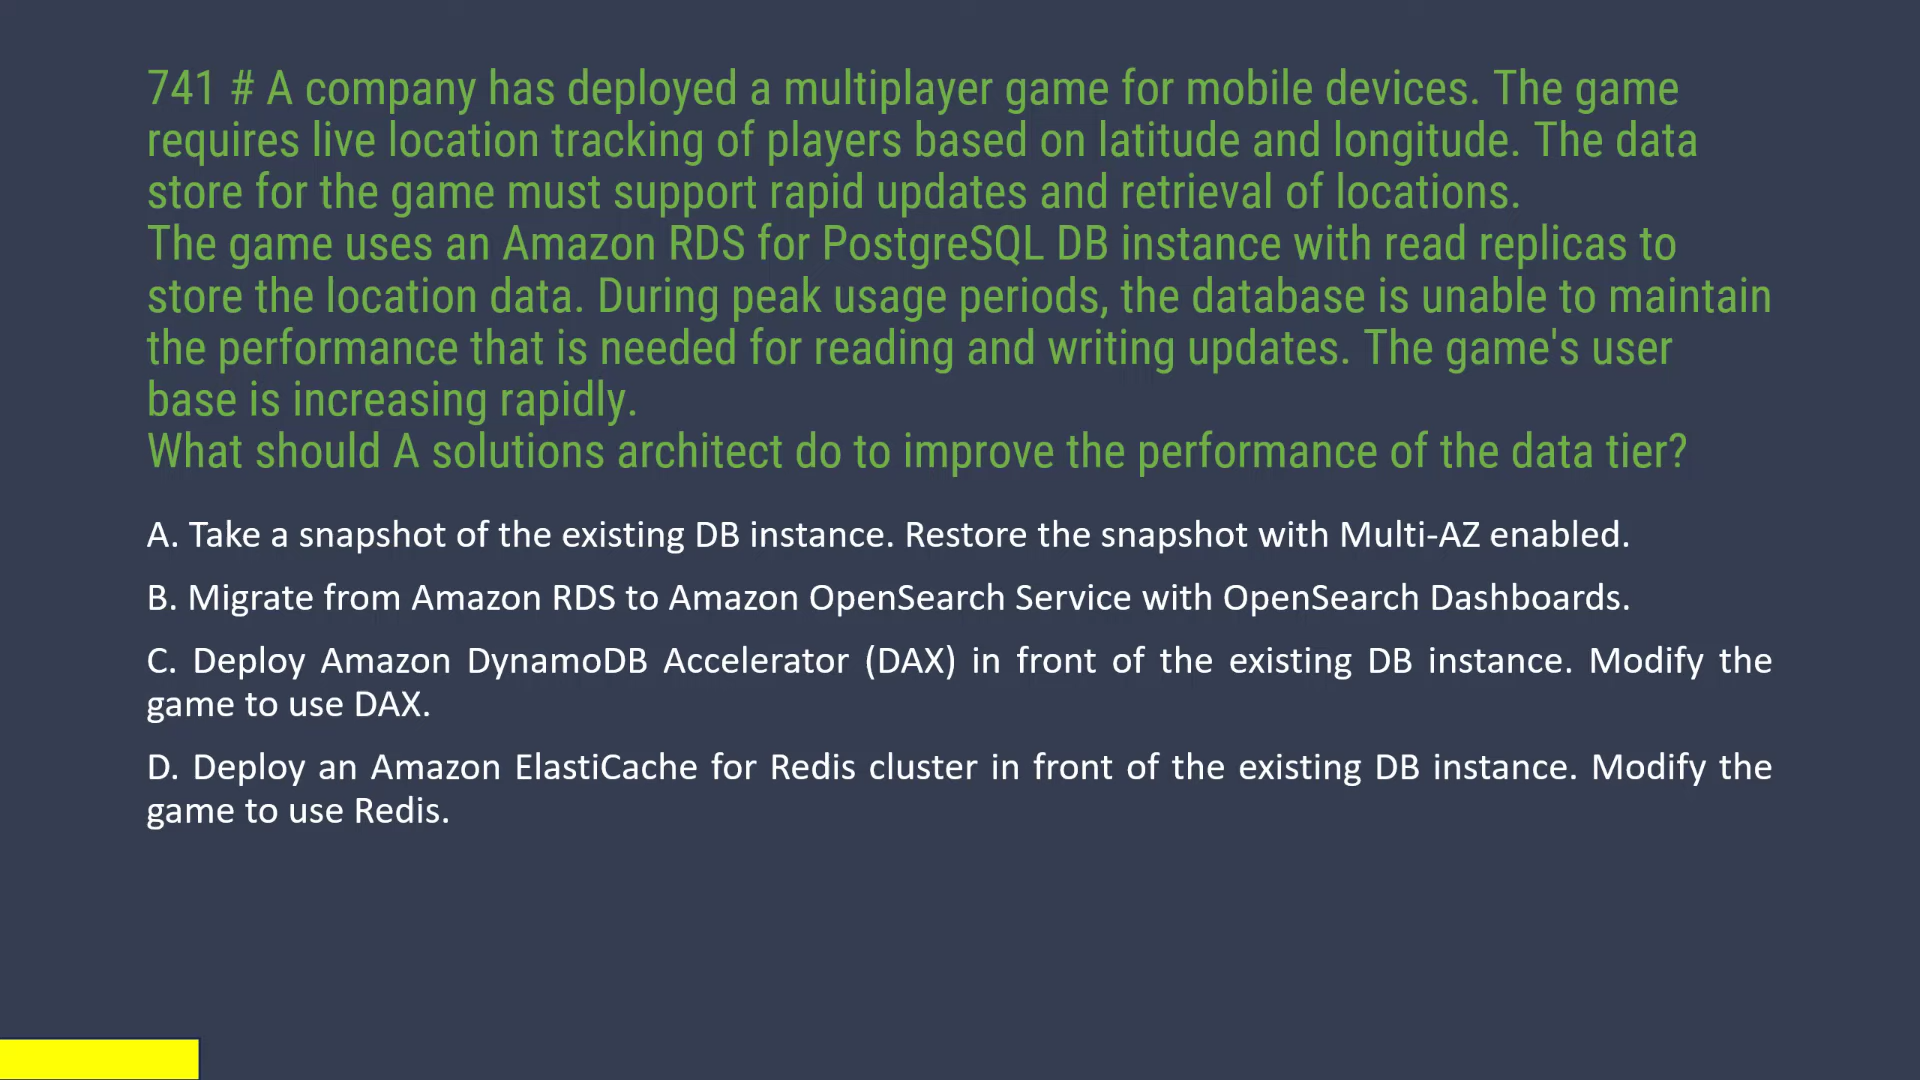 741 # A company has deployed a multiplayer game for mobile devices. The game
requires live location tracking of players based on latitude and longitude. The data
store for the game must support rapid updates and retrieval of locations.
The game uses an Amazon RDS for PostgreSQL DB instance with read replicas to
store the location data. During peak usage periods, the database is unable to maintain
the performance that is needed for reading and writing updates. The game's user
base is increasing rapidly.
What should A solutions architect do to improve the performance of the data tier?
A. Take a snapshot of the existing DB instance. Restore the snapshot with Multi-AZ enabled.
B. Migrate from Amazon RDS to Amazon OpenSearch Service with OpenSearch Dashboards.
C. Deploy Amazon DynamoDB Accelerator (DAX) in front of the existing DB instance. Modify the
game to use DAX.
D. Deploy an Amazon ElastiCache for Redis cluster in front of the existing DB instance. Modify the
game to use Redis.